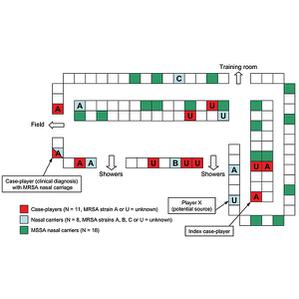 Training room
C
A
A
A
U
U
U
Field
A
A
A
U
B
U
U
U
A
A
A
U
Showers
Showers
Case-player (clinical diagnosis)
with MRSA nasal carriage
Player X
(potential source)
Index case-player
Case-players (N = 11, MRSA strain A or U = unknown)
Nasal carriers (N = 8, MRSA strains A, B, C or U = unknown)
MSSA nasal carriers (N = 16)